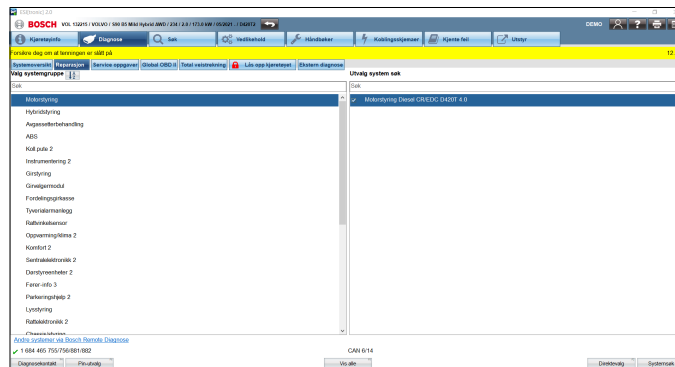 ESI[tronic] 2.0
BOSCH VOL 132215 / VOLVO / S90 B5 Mild Hybrid AWD / 234 / 2.0 / 173.0 kW / 05/2021 - / D420T2 DEMO
Kjøretøyinfo Diagnose Søk Vedlikehold Håndbøker Koblingsskjemaer Kjente feil Utstyr
Forsikre deg om at tenningen er slått på 12.
Systemoversikt Reparasjon Service oppgaver Global OBD II Total veistrekning Lås opp kjøretøyet Ekstern diagnose
Valg systemgruppe Utvalg system søk
Søk Søk
Motorstyring Motorstyring Diesel CR/EDC D420T 4.0
Hybridstyring
Avgassetterbehandling
ABS
Koll.pute 2
Instrumentering 2
Girstyring
Girvelgermodul
Fordelingsgirkasse
Tyverialarmanlegg
Rattvinkelsensor
Oppvarming/klima 2
Komfort 2
Sentralelektronikk 2
Dørstyreenheter 2
Fører-info 3
Parkeringshjelp 2
Lysstyring
Rattelektronikk 2
Chassisstyring
Andre systemer via Bosch Remote Diagnose
1 684 465 755/756/881/882 CAN 6/14
Diagnosekontakt Pin-utvalg Vis alle Direktevalg Systemsøk